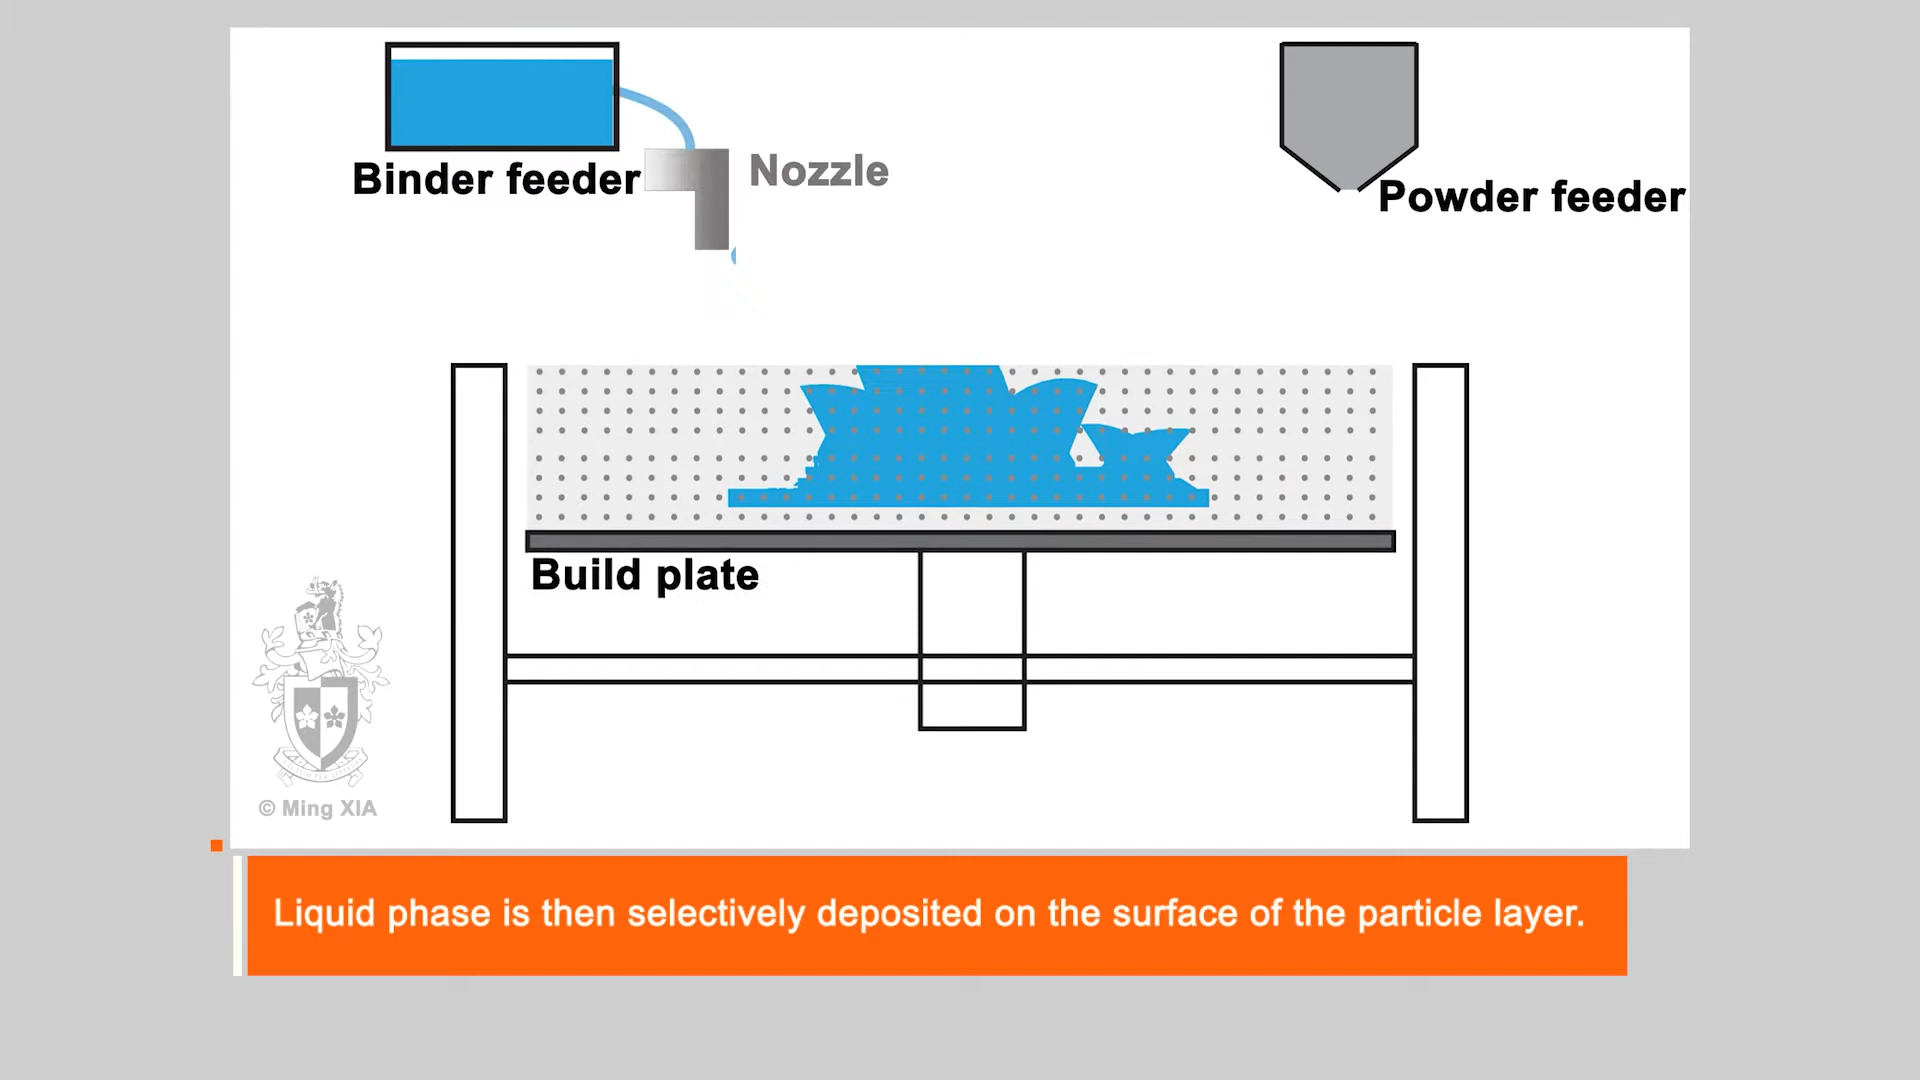 Binder feeder
Nozzle
Powder feeder
Build plate
© Ming XIA
Liquid phase is then selectively deposited on the surface of the particle layer.